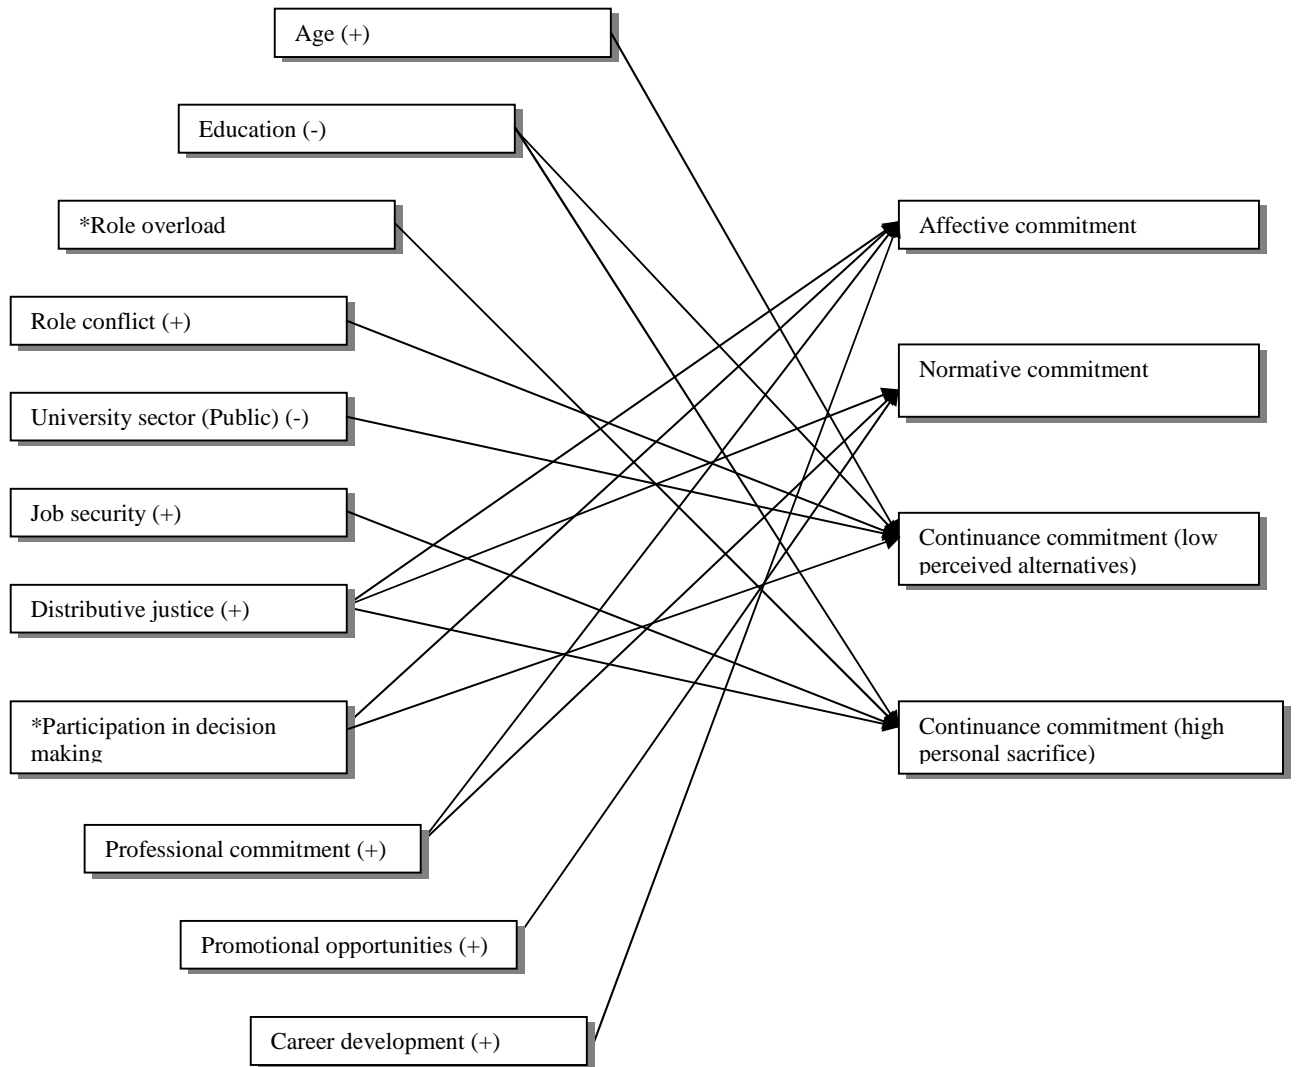 Age (+)
Education (-)
*Role overload
Role conflict (+)
University sector (Public) (-)
Job security (+)
Distributive justice (+)
*Participation in decision
making
Professional commitment (+)
Promotional opportunities (+)
Career development (+)
Affective commitment
Normative commitment
Continuance commitment (low
perceived alternatives)
Continuance commitment (high
personal sacrifice)